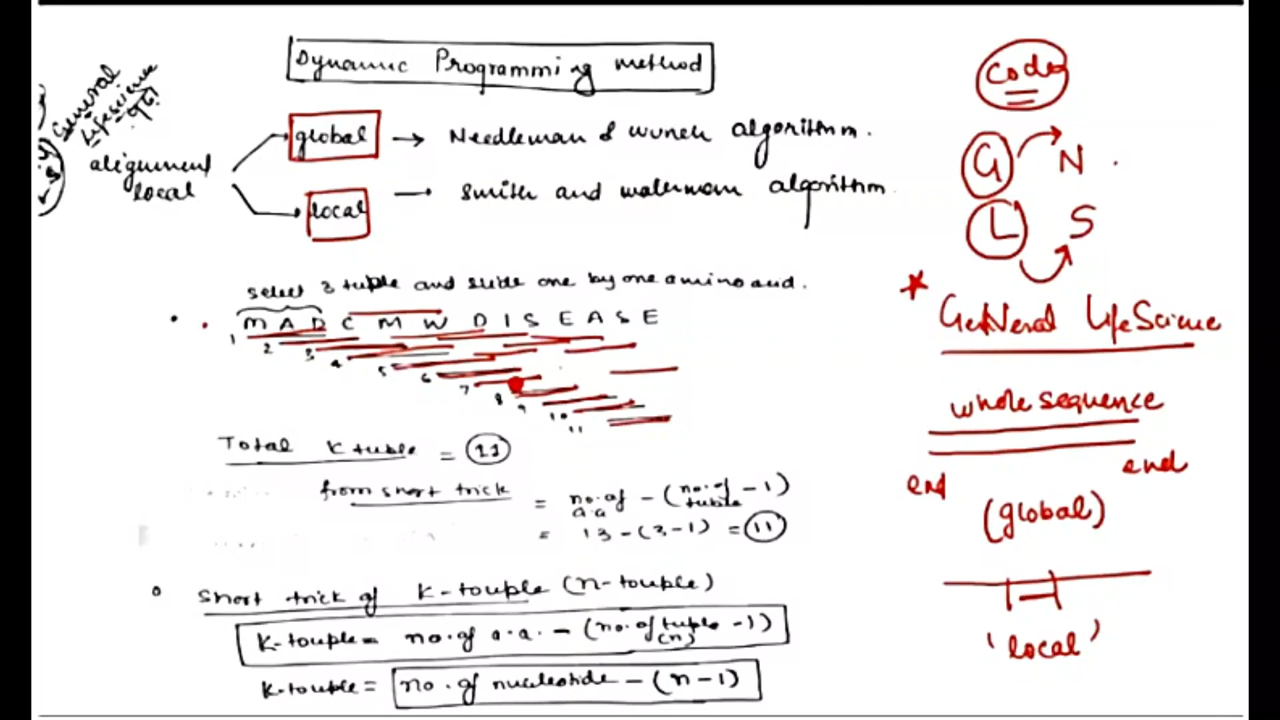 Dynamic Programming method
General
Lifescience
alignment
local
global → Needleman & wunch algorithm.
local → smith and waterman algorithm.
select 3 tuple and slide one by one amino acid.
M A D C M W D I S E A S E
1
2
3
4
5
6
7
8
9
10
11
Total K tuple = 11
from short trick = no. of a.a - (no. of tuple - 1)
= 13 - (3-1) = 11
short trick of K-touple (n-touple)
K-touple = no. of a.a. - (no. of tuple (n) - 1)
K-touple = no. of nucleotide - (n-1)
code
G N
L S
* GeNeral LifeScience
whole sequence
end end
(global)
'local'